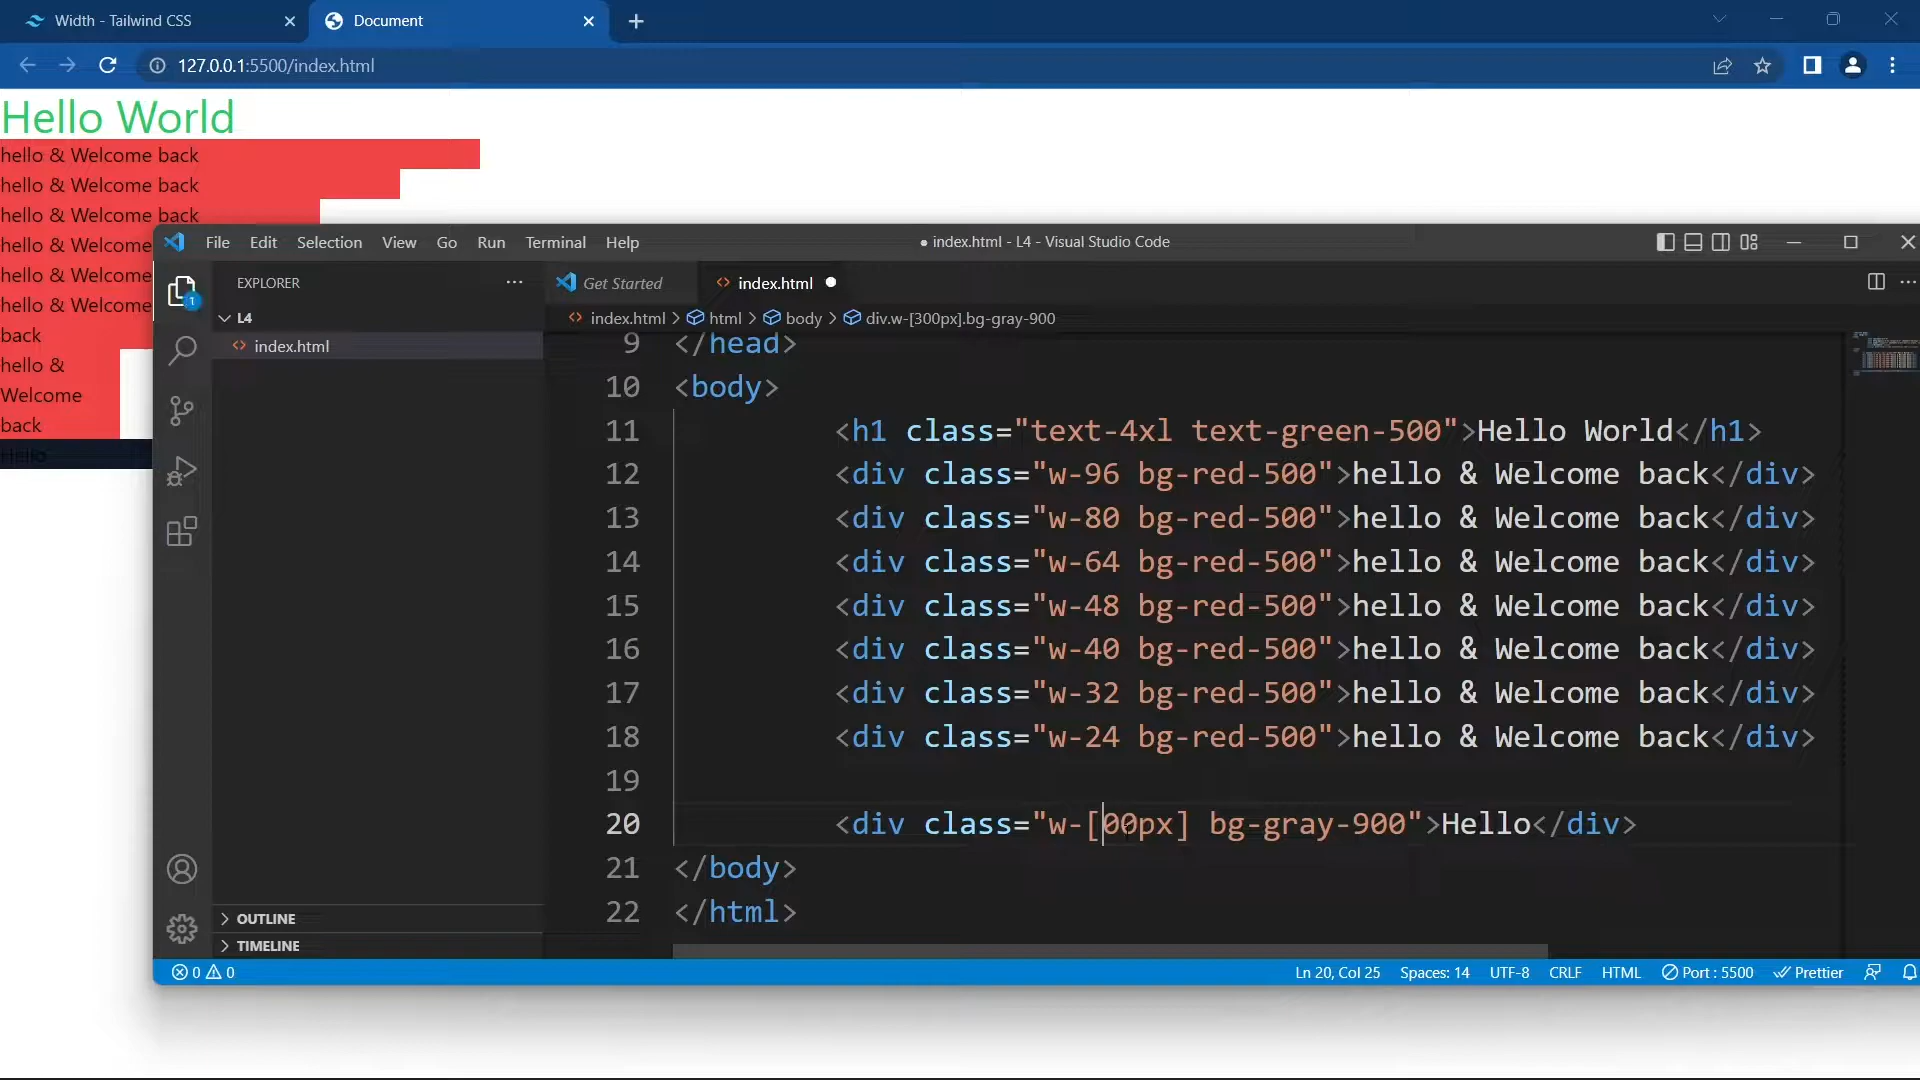 Width - Tailwind CSS
Document
127.0.0.1:5500/index.html
Hello World
hello & Welcome back
hello & Welcome back
hello & Welcome back
hello & Welcome
hello & Welcome
hello & Welcome
back
hello &
Welcome
back
Hello
File Edit Selection View Go Run Terminal Help
● index.html - L4 - Visual Studio Code
1
EXPLORER
L4
index.html
OUTLINE
TIMELINE
Get Started
index.html
index.html > html > body > div.w-[300px].bg-gray-900
9 </head>
10 <body>
11 <h1 class="text-4xl text-green-500">Hello World</h1>
12 <div class="w-96 bg-red-500">hello & Welcome back</div>
13 <div class="w-80 bg-red-500">hello & Welcome back</div>
14 <div class="w-64 bg-red-500">hello & Welcome back</div>
15 <div class="w-48 bg-red-500">hello & Welcome back</div>
16 <div class="w-40 bg-red-500">hello & Welcome back</div>
17 <div class="w-32 bg-red-500">hello & Welcome back</div>
18 <div class="w-24 bg-red-500">hello & Welcome back</div>
19
20 <div class="w-[00px] bg-gray-900">Hello</div>
21 </body>
22 </html>
0 0
Ln 20, Col 25 Spaces: 14 UTF-8 CRLF HTML Port : 5500 Prettier